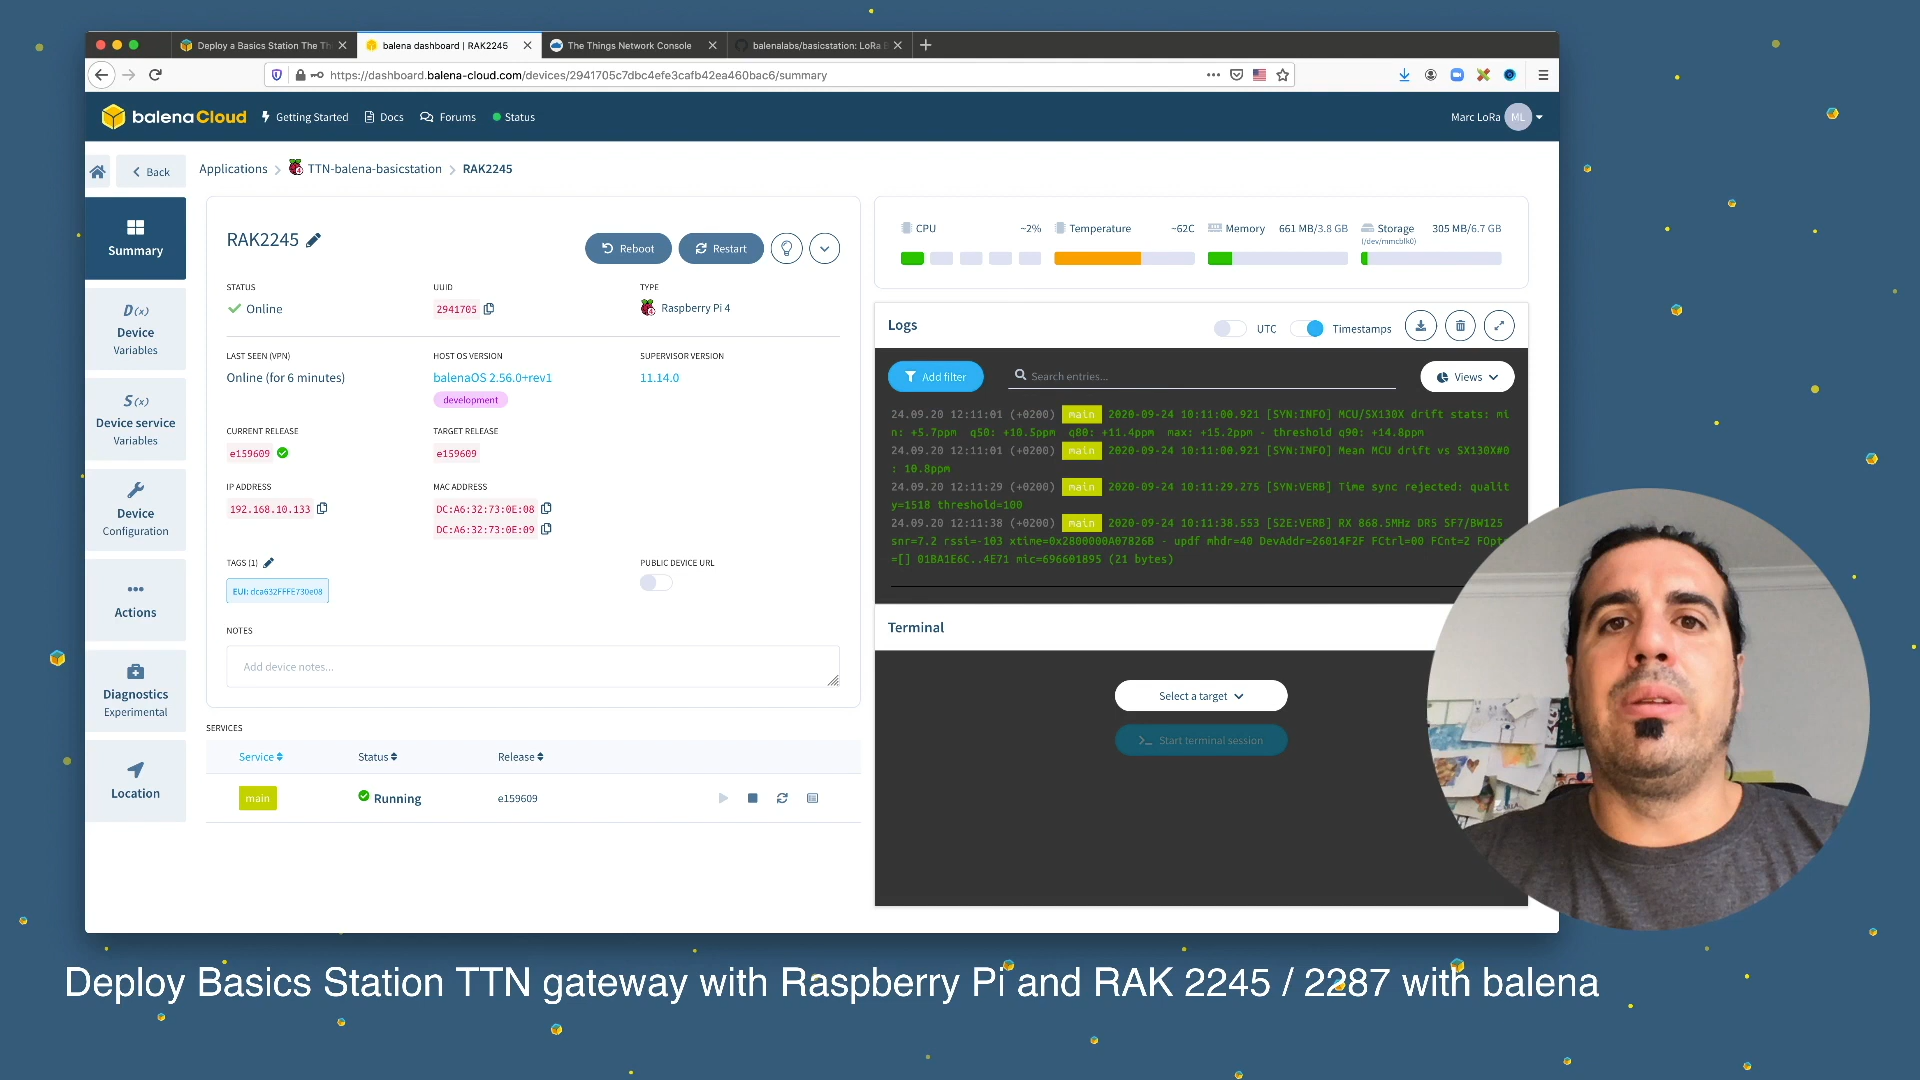 Deploy a Basics Station The Th
balena dashboard | RAK2245
The Things Network Console
balenalabs/basicstation: LoRa
https://dashboard.balena-cloud.com/devices/2941705c7dbc4efe3cafb42ea460bac6/summary
balenaCloud
Getting Started
Docs
Forums
Status
Marc LoRa
ML
Back
Applications
TTN-balena-basicstation
RAK2245
Summary
D(x)
Device
Variables
S(x)
Device service
Variables
Device
Configuration
Actions
Diagnostics
Experimental
Location
RAK2245
Reboot
Restart
STATUS
Online
UUID
2941705
TYPE
Raspberry Pi 4
LAST SEEN (VPN)
Online (for 6 minutes)
HOST OS VERSION
balenaOS 2.56.0+rev1
development
SUPERVISOR VERSION
11.14.0
CURRENT RELEASE
e159609
TARGET RELEASE
e159609
IP ADDRESS
192.168.10.133
MAC ADDRESS
DC:A6:32:73:0E:08
DC:A6:32:73:0E:09
TAGS (1)
EUI: dca632FFFE730e08
PUBLIC DEVICE URL
NOTES
Add device notes...
SERVICES
Service
Status
Release
main
Running
e159609
CPU
~2%
Temperature
~62C
Memory
661 MB/3.8 GB
Storage
305 MB/6.7 GB
(/dev/mmcblk0)
Logs
UTC
Timestamps
Add filter
Search entries...
Views
24.09.20 12:11:01 (+0200) main 2020-09-24 10:11:00.921 [SYN:INFO] MCU/SX130X drift stats: mi
n: +5.7ppm q50: +10.5ppm q80: +11.4ppm max: +15.2ppm - threshold q90: +14.8ppm
24.09.20 12:11:01 (+0200) main 2020-09-24 10:11:00.921 [SYN:INFO] Mean MCU drift vs SX130X#0
: 10.8ppm
24.09.20 12:11:29 (+0200) main 2020-09-24 10:11:29.275 [SYN:VERB] Time sync rejected: qualit
y=1518 threshold=100
24.09.20 12:11:38 (+0200) main 2020-09-24 10:11:38.553 [S2E:VERB] RX 868.5MHz DR5 SF7/BW125
snr=7.2 rssi=-103 xtime=0x2800000A07826B - updf mhdr=40 DevAddr=26014F2F FCtrl=00 FCnt=2 FOpt
=[] 01BA1E6C..4E71 mic=696601895 (21 bytes)
Terminal
Select a target
Start terminal session
Deploy Basics Station TTN gateway with Raspberry Pi and RAK 2245 / 2287 with balena